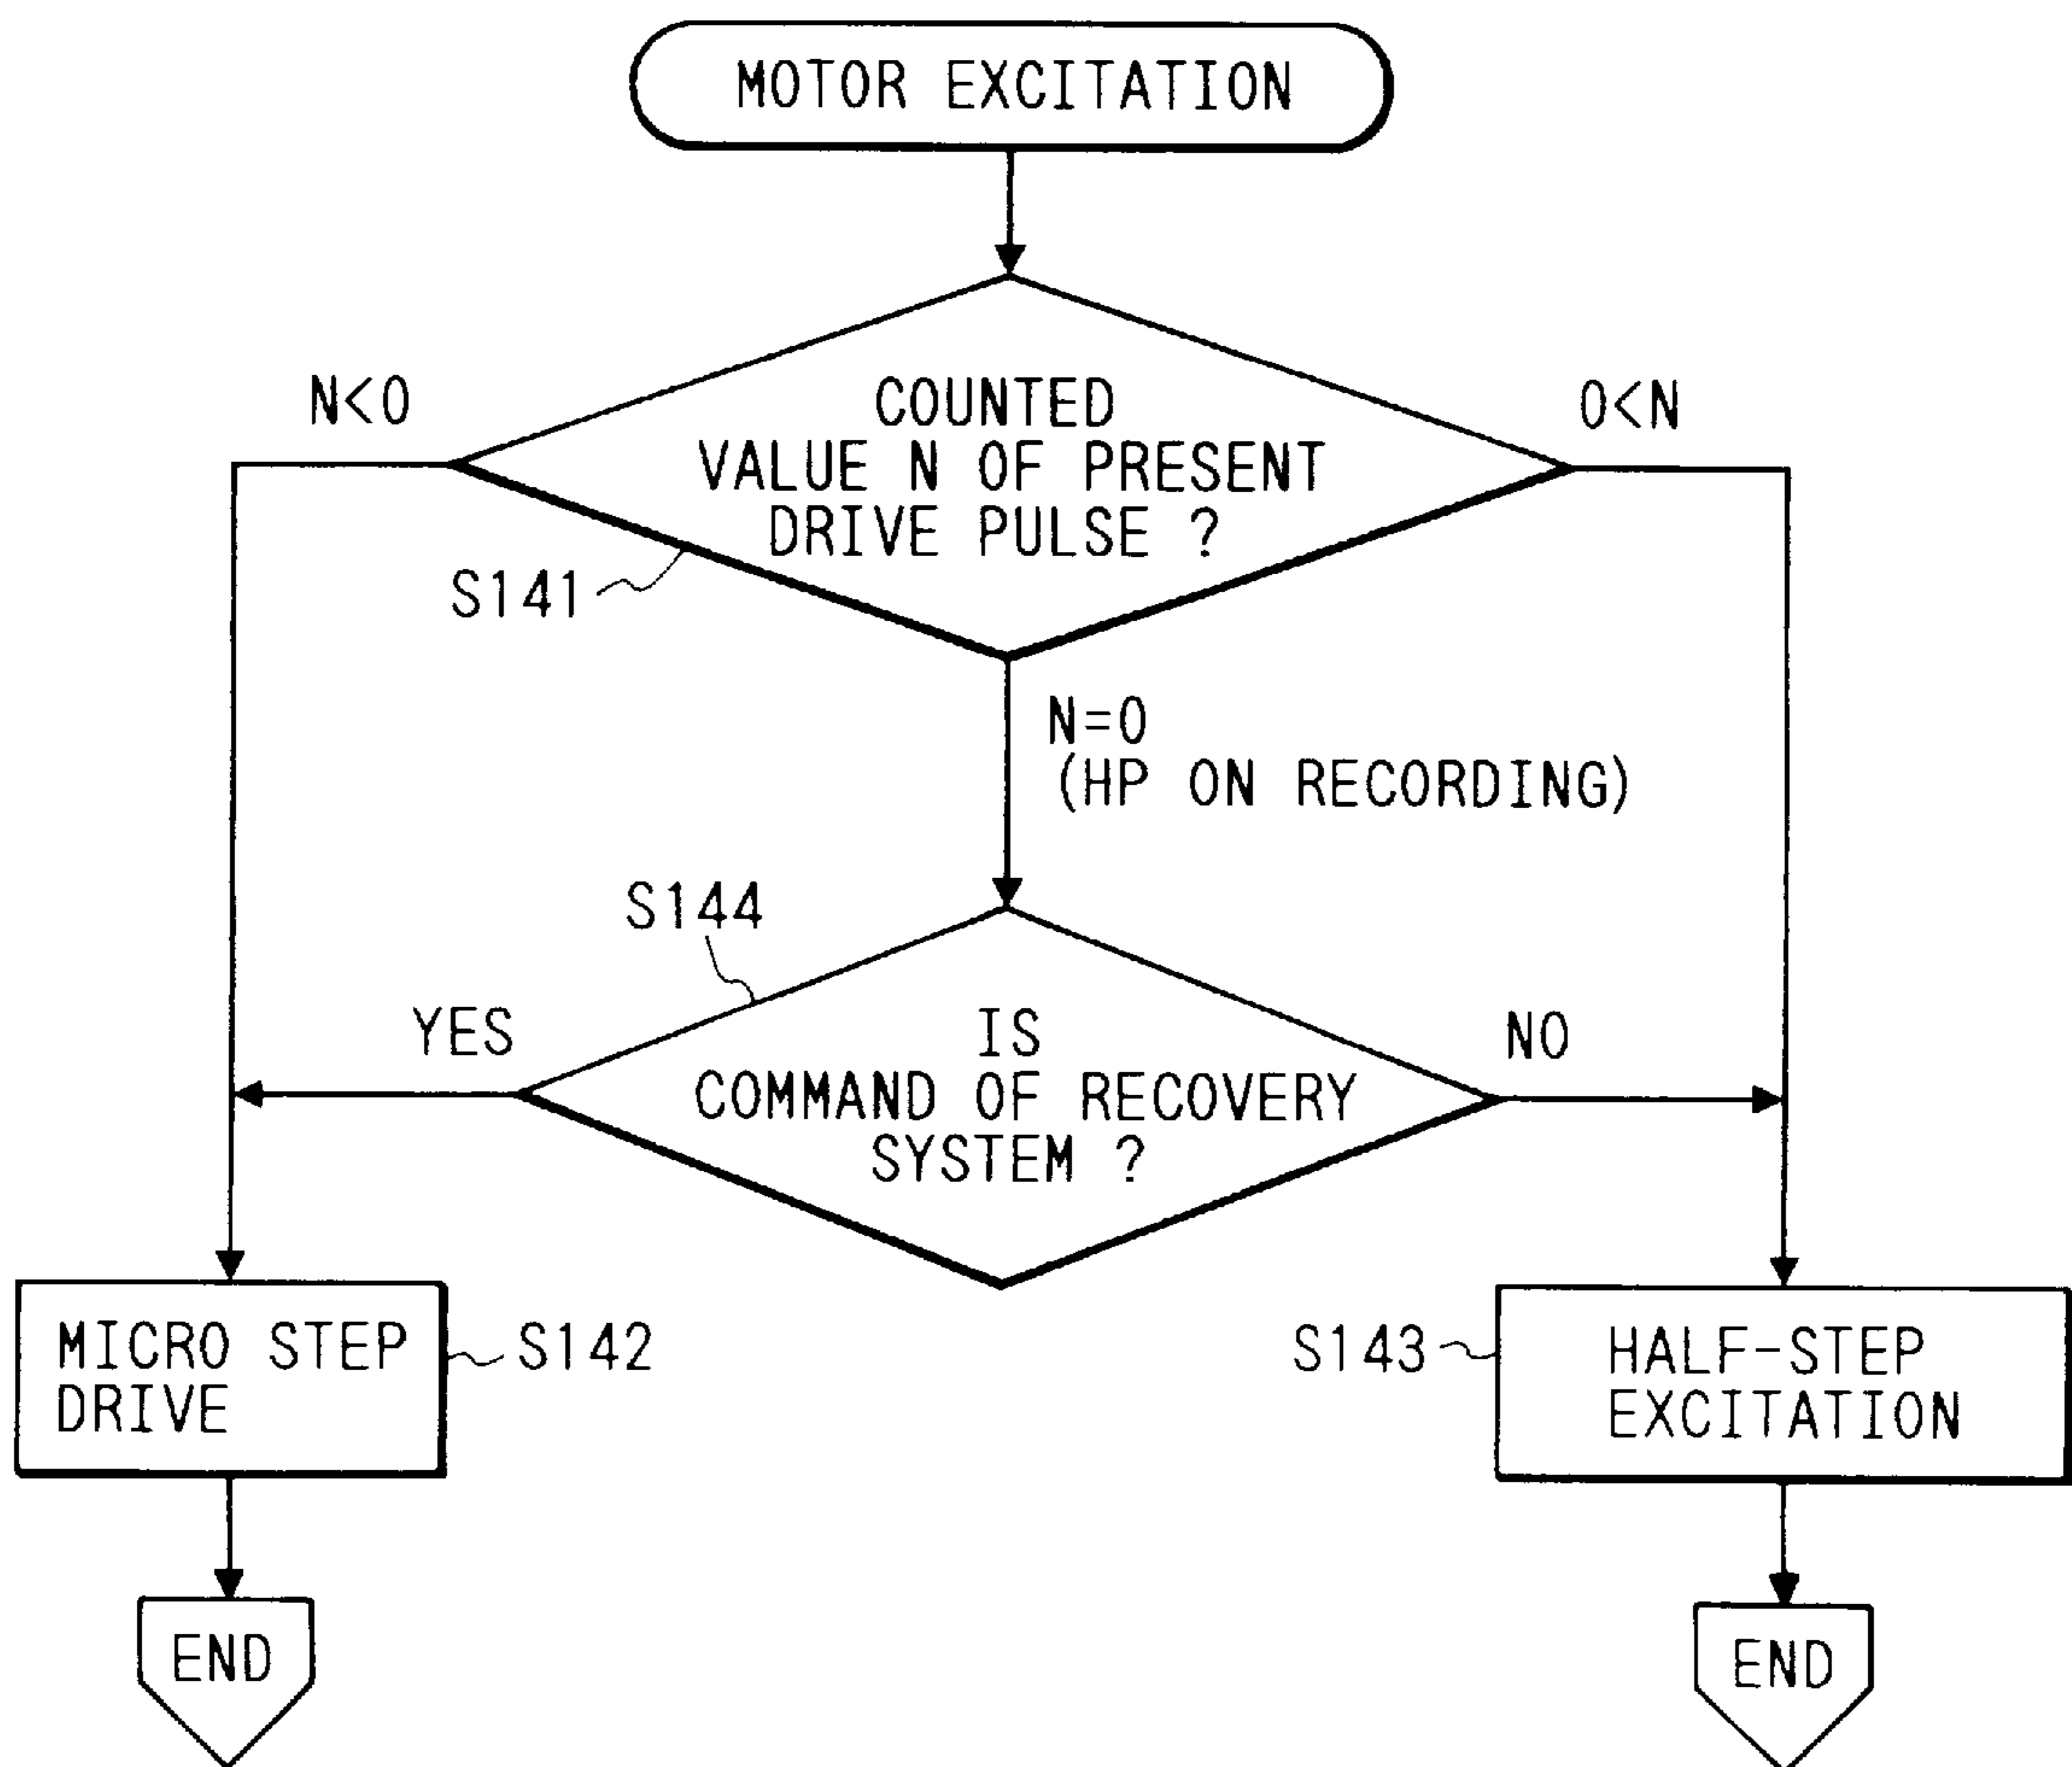 MOTOR EXCITATION
N<0
0<N
COUNTED
VALUE N OF PRESENT
DRIVE PULSE ?
S141
N=0
(HP ON RECORDING)
S144
YES
NO
IS
COMMAND OF RECOVERY
SYSTEM ?
MICRO STEP
DRIVE
S142
S143
HALF-STEP
EXCITATION
END
END